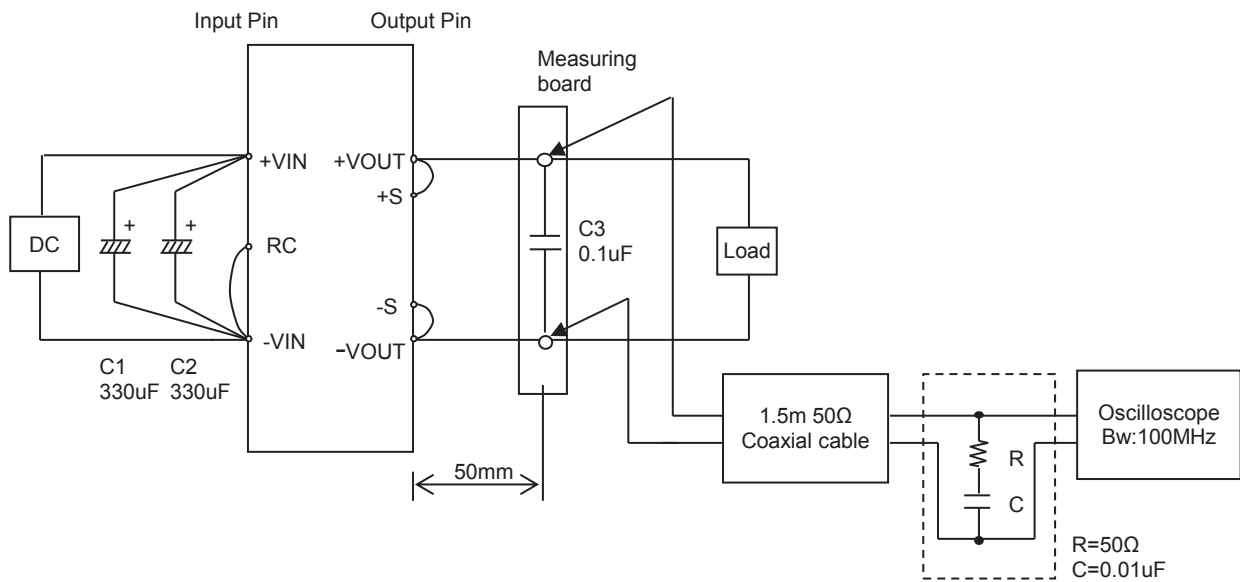 Input Pin
Output Pin
Measuring
board
+VIN
+VOUT
+S
+
+
DC
RC
C3
0.1uF
Load
-S
-VIN
−VOUT
C1
330uF
C2
330uF
50mm
1.5m 50Ω
Coaxial cable
R
C
Oscilloscope
Bw:100MHz
R=50Ω
C=0.01uF